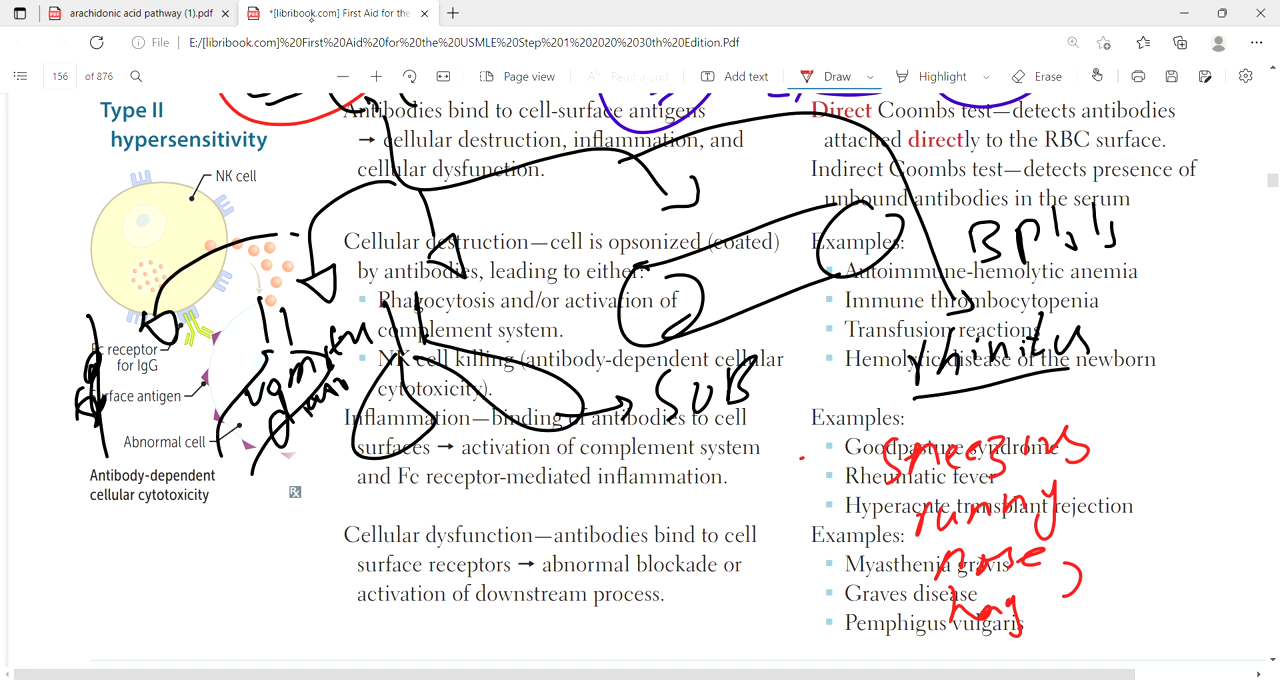 arachidonic acid pathway (1).pdf
*[libribook.com] First Aid for the
File E:/[libribook.com]%20First%20Aid%20for%20the%20USMLE%20Step%201%202020%2030th%20Edition.Pdf
156 of 876 Page view Read aloud Add text Draw Highlight Erase
Type II
hypersensitivity
NK cell
Fc receptor
for IgG
Surface antigen
Abnormal cell
Antibody-dependent
cellular cytotoxicity
Rx
Antibodies bind to cell-surface antigens
→ cellular destruction, inflammation, and
cellular dysfunction.
Cellular destruction—cell is opsonized (coated)
by antibodies, leading to either:
Phagocytosis and/or activation of
complement system.
NK cell killing (antibody-dependent cellular
cytotoxicity).
Inflammation—binding of antibodies to cell
surfaces → activation of complement system
and Fc receptor-mediated inflammation.
Cellular dysfunction—antibodies bind to cell
surface receptors → abnormal blockade or
activation of downstream process.
Direct Coombs test—detects antibodies
attached directly to the RBC surface.
Indirect Coombs test—detects presence of
unbound antibodies in the serum
Examples:
Autoimmune-hemolytic anemia
Immune thrombocytopenia
Transfusion reactions
Hemolytic disease of the newborn
Examples:
Goodpasture syndrome
Rheumatic fever
Hyperacute transplant rejection
Examples:
Myasthenia gravis
Graves disease
Pemphigus vulgaris
rhinitus
SUB
runny
nose